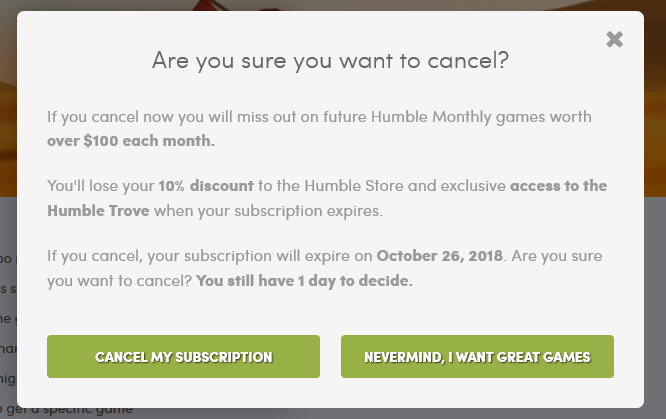 Are you sure you want to cancel?
If you cancel now you will miss out on future Humble Monthly games worth
over $100 each month.
You'll lose your 10% discount to the Humble Store and exclusive access to the
Humble Trove when your subscription expires.
If you cancel, your subscription will expire on October 26, 2018. Are you sure
you want to cancel? You still have 1 day to decide.
CANCEL MY SUBSCRIPTION
NEVERMIND, I WANT GREAT GAMES
get a specific game